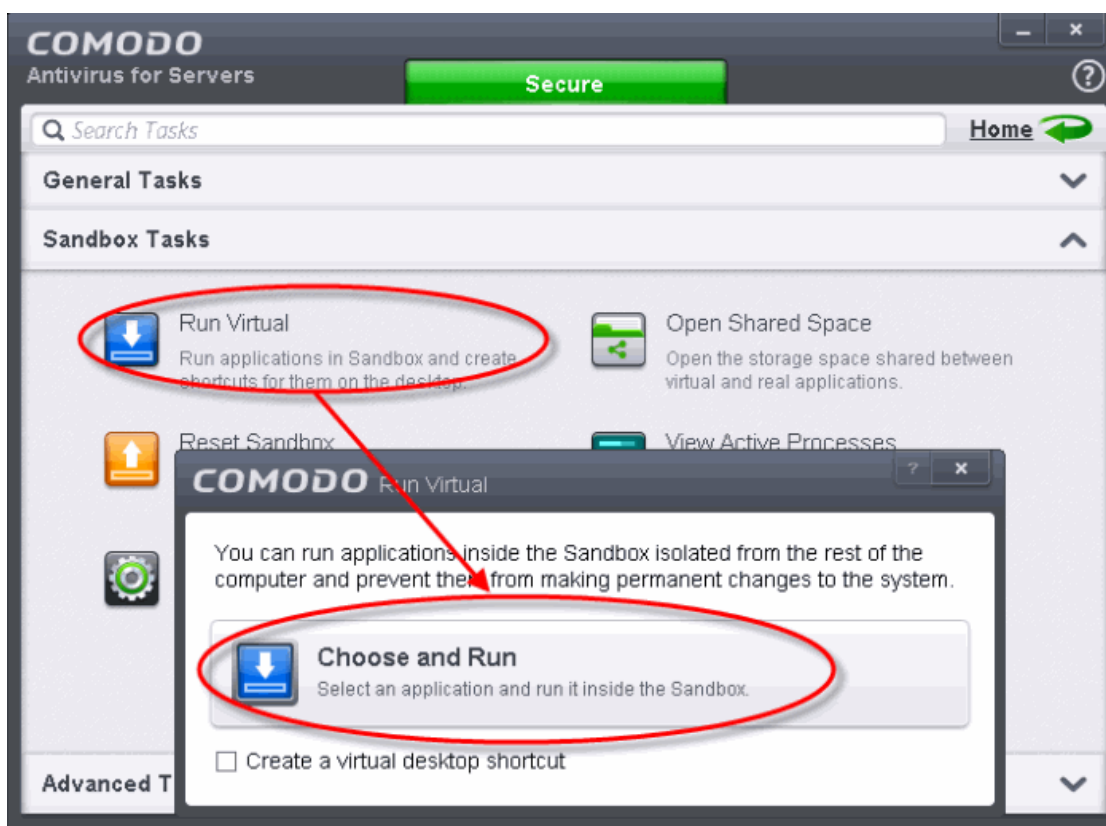 COMODO
Antivirus for Servers
Secure
?
Search Tasks
Home
General Tasks
Sandbox Tasks
Run Virtual
Run applications in Sandbox and create
shortcuts for them on the desktop.
Open Shared Space
Open the storage space shared between
virtual and real applications.
Reset Sandbox
View Active Processes
COMODO Run Virtual
?
You can run applications inside the Sandbox isolated from the rest of the
computer and prevent them from making permanent changes to the system.
Choose and Run
Select an application and run it inside the Sandbox.
Create a virtual desktop shortcut
Advanced T